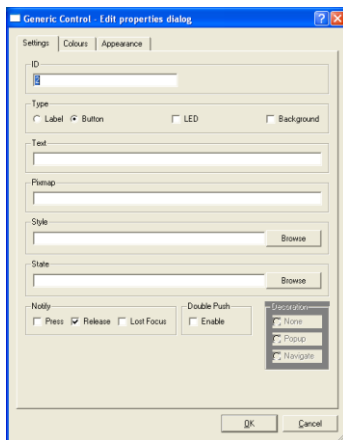 Generic Control - Edit properties dialog
Settings Colours Appearance
ID
2
Type
Label Button LED Background
Text
Pixmap
Style
Browse
State
Browse
Notify Double Push Decoration
Press Release Lost Focus Enable None
Popup
Navigate
OK Cancel